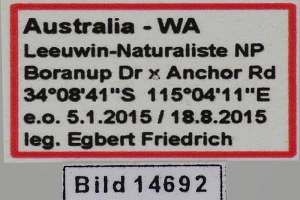 Australia - WA
Leeuwin-Naturaliste NP
Boranup Dr x Anchor Rd
34°08'41"S 115°04'11"E
e.o. 5.1.2015 / 18.8.2015
leg. Egbert Friedrich
Bild 14692